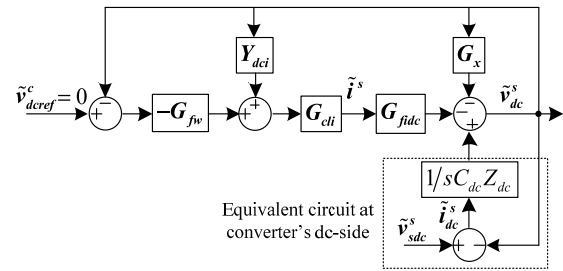 Y_dci
G_x
ṽ^c_dcref = 0
−
+
−G_fw
+
+
G_cli
ĩ^s
G_fidc
−
−
+
ṽ^s_dc
1/sC_dc Z_dc
ĩ^s_dc
Equivalent circuit at
converter's dc-side
ṽ^s_sdc
+
−